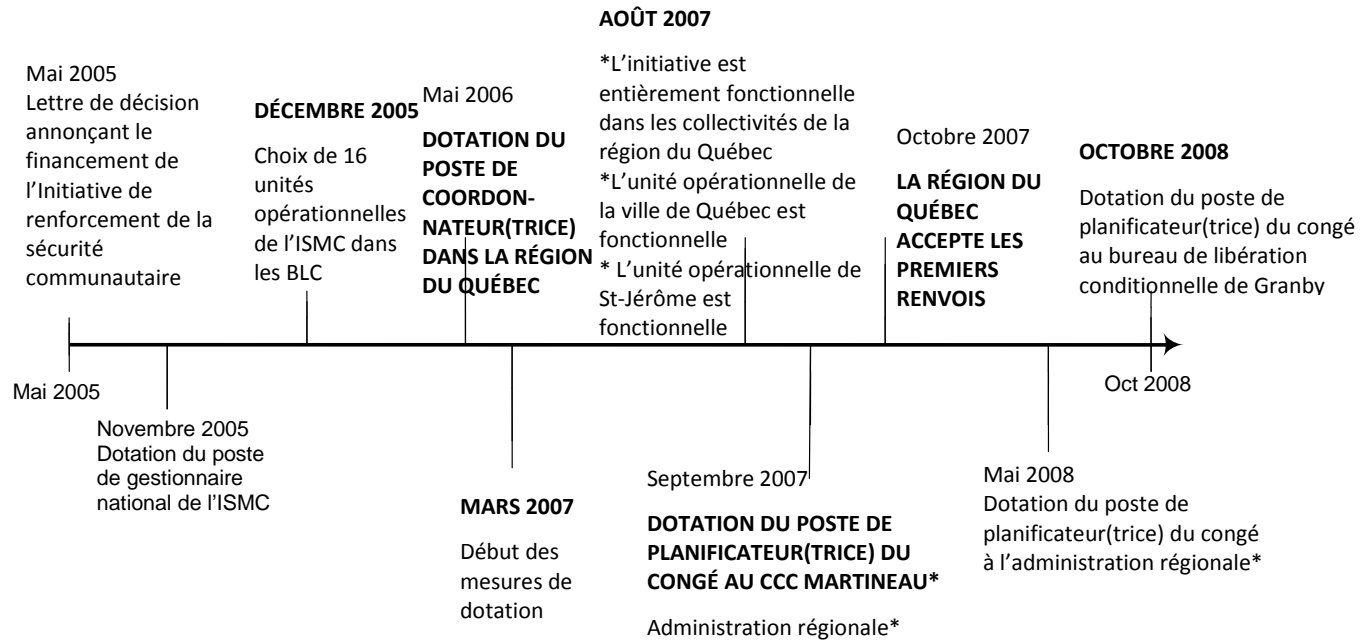 Mai 2005
Lettre de décision
annonçant le
financement de
l’Initiative de
renforcement de la
sécurité
communautaire
DÉCEMBRE 2005
Choix de 16
unités
opérationnelles
de l’ISMC dans
les BLC
Mai 2006
DOTATION DU
POSTE DE
COORDON-
NATEUR(TRICE)
DANS LA RÉGION
DU QUÉBEC
AOÛT 2007
*L’initiative est
entièrement fonctionnelle
dans les collectivités de la
région du Québec
*L’unité opérationnelle de
la ville de Québec est
fonctionnelle
* L’unité opérationnelle de
St-Jérôme est
fonctionnelle
Octobre 2007
LA RÉGION DU
QUÉBEC
ACCEPTE LES
PREMIERS
RENVOIS
OCTOBRE 2008
Dotation du poste de
planificateur(trice) du congé
au bureau de libération
conditionnelle de Granby
Mai 2005
Oct 2008
Novembre 2005
Dotation du poste
de gestionnaire
national de l’ISMC
MARS 2007
Début des
mesures de
dotation
Septembre 2007
DOTATION DU POSTE DE
PLANIFICATEUR(TRICE) DU
CONGÉ AU CCC MARTINEAU*
Administration régionale*
Mai 2008
Dotation du poste de
planificateur(trice) du congé
à l’administration régionale*